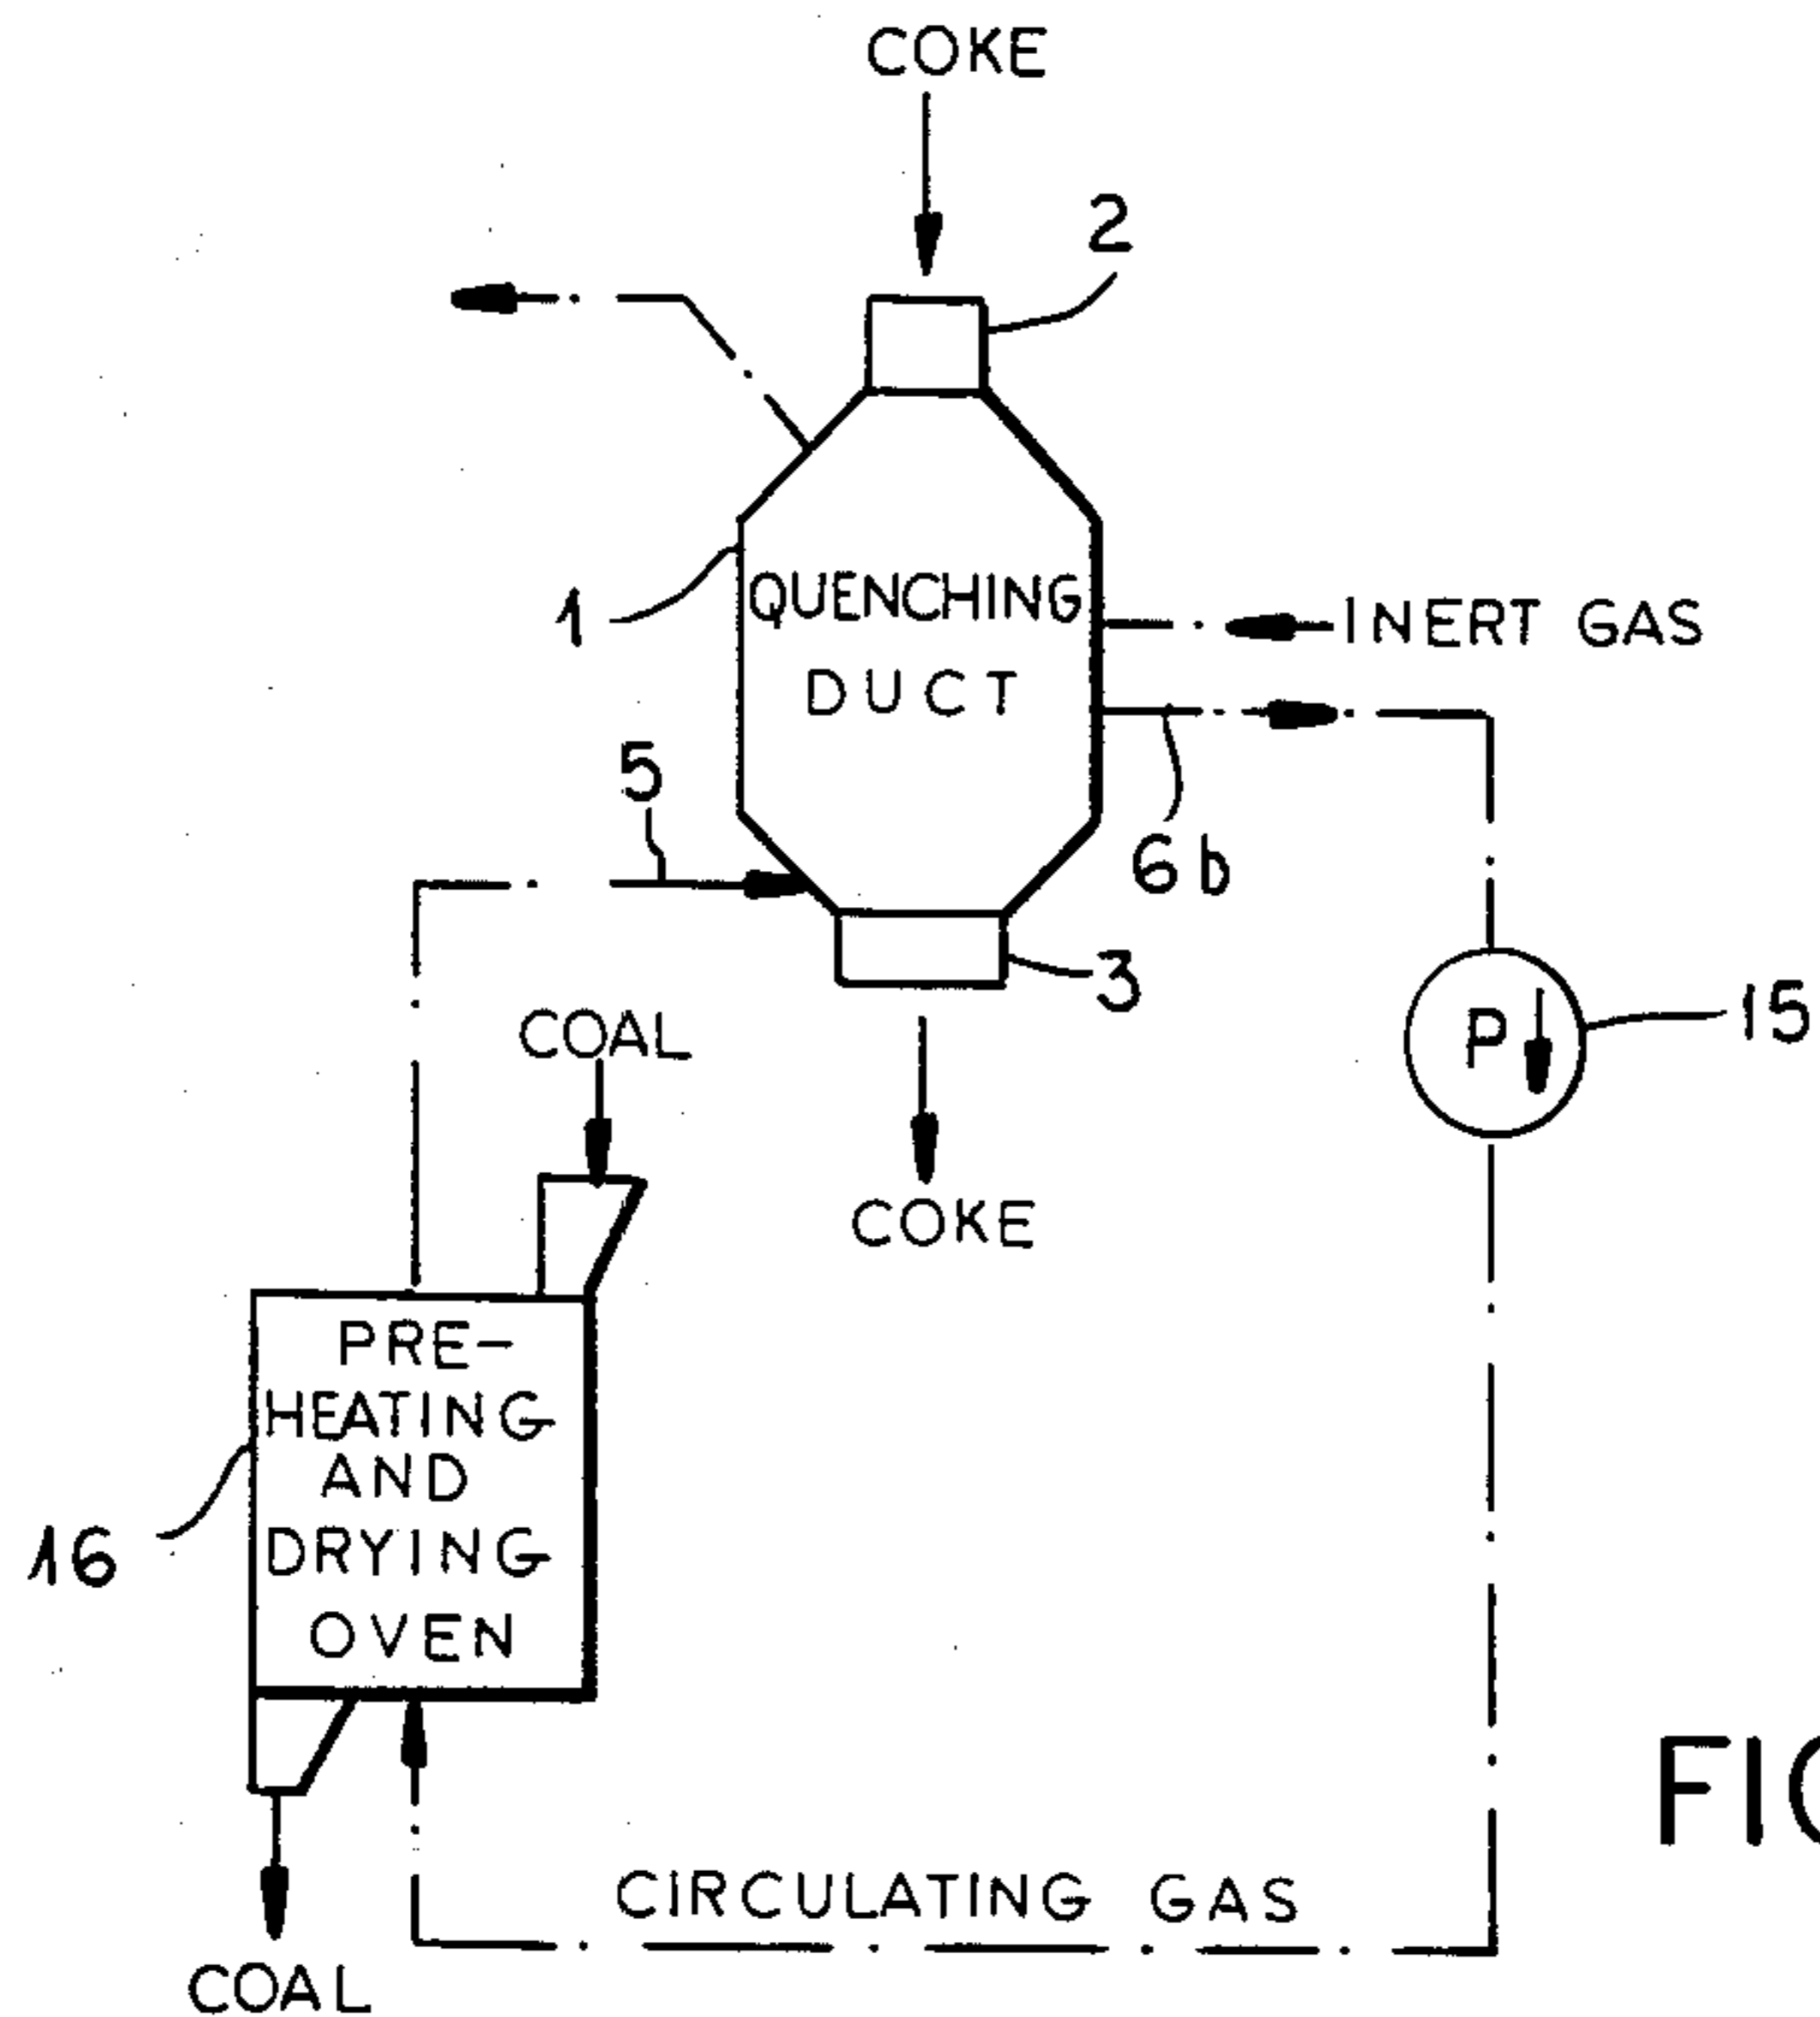 COKE
2
1
QUENCHING
DUCT
INERT GAS
5
6b
3
15
P
COAL
COKE
PRE-
HEATING
AND
DRYING
OVEN
16
CIRCULATING GAS
COAL